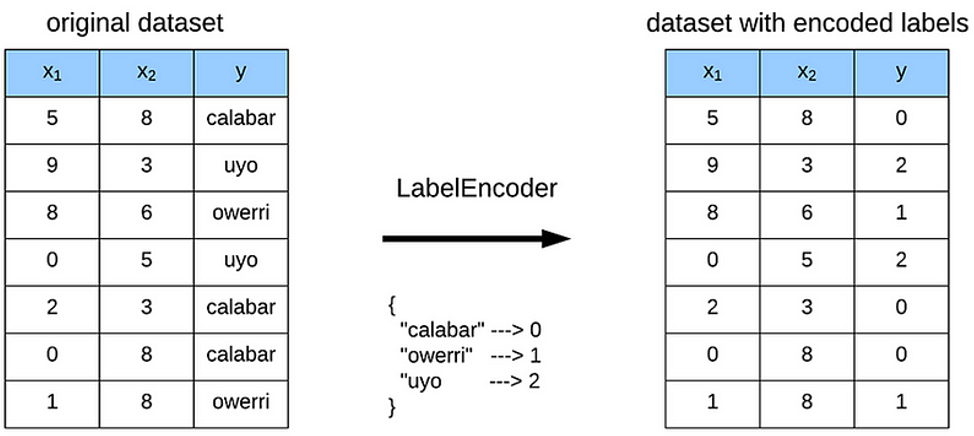 original dataset
x₁ x₂ y
5 8 calabar
9 3 uyo
8 6 owerri
0 5 uyo
2 3 calabar
0 8 calabar
1 8 owerri
LabelEncoder
{
"calabar" ---> 0
"owerri" ---> 1
"uyo ---> 2
}
dataset with encoded labels
x₁ x₂ y
5 8 0
9 3 2
8 6 1
0 5 2
2 3 0
0 8 0
1 8 1